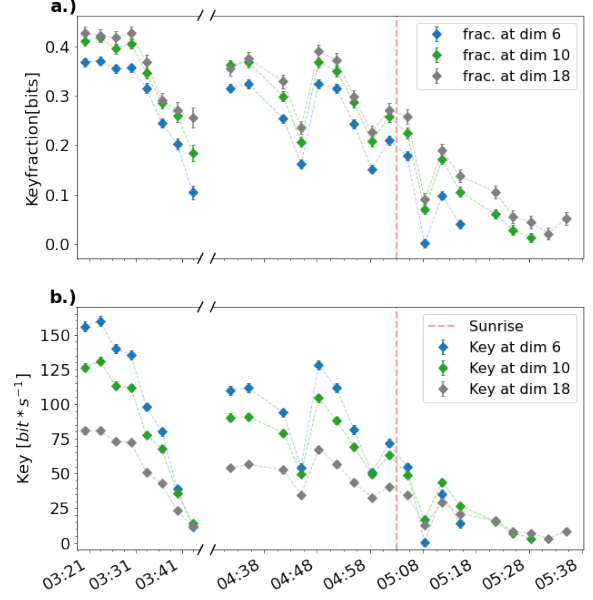 a.)
Keyfraction[bits]
0.4
0.3
0.2
0.1
0.0
frac. at dim 6
frac. at dim 10
frac. at dim 18
b.)
Key [bit * s⁻¹]
150
125
100
75
50
25
0
Sunrise
Key at dim 6
Key at dim 10
Key at dim 18
03:21
03:31
03:41
04:38
04:48
04:58
05:08
05:18
05:28
05:38